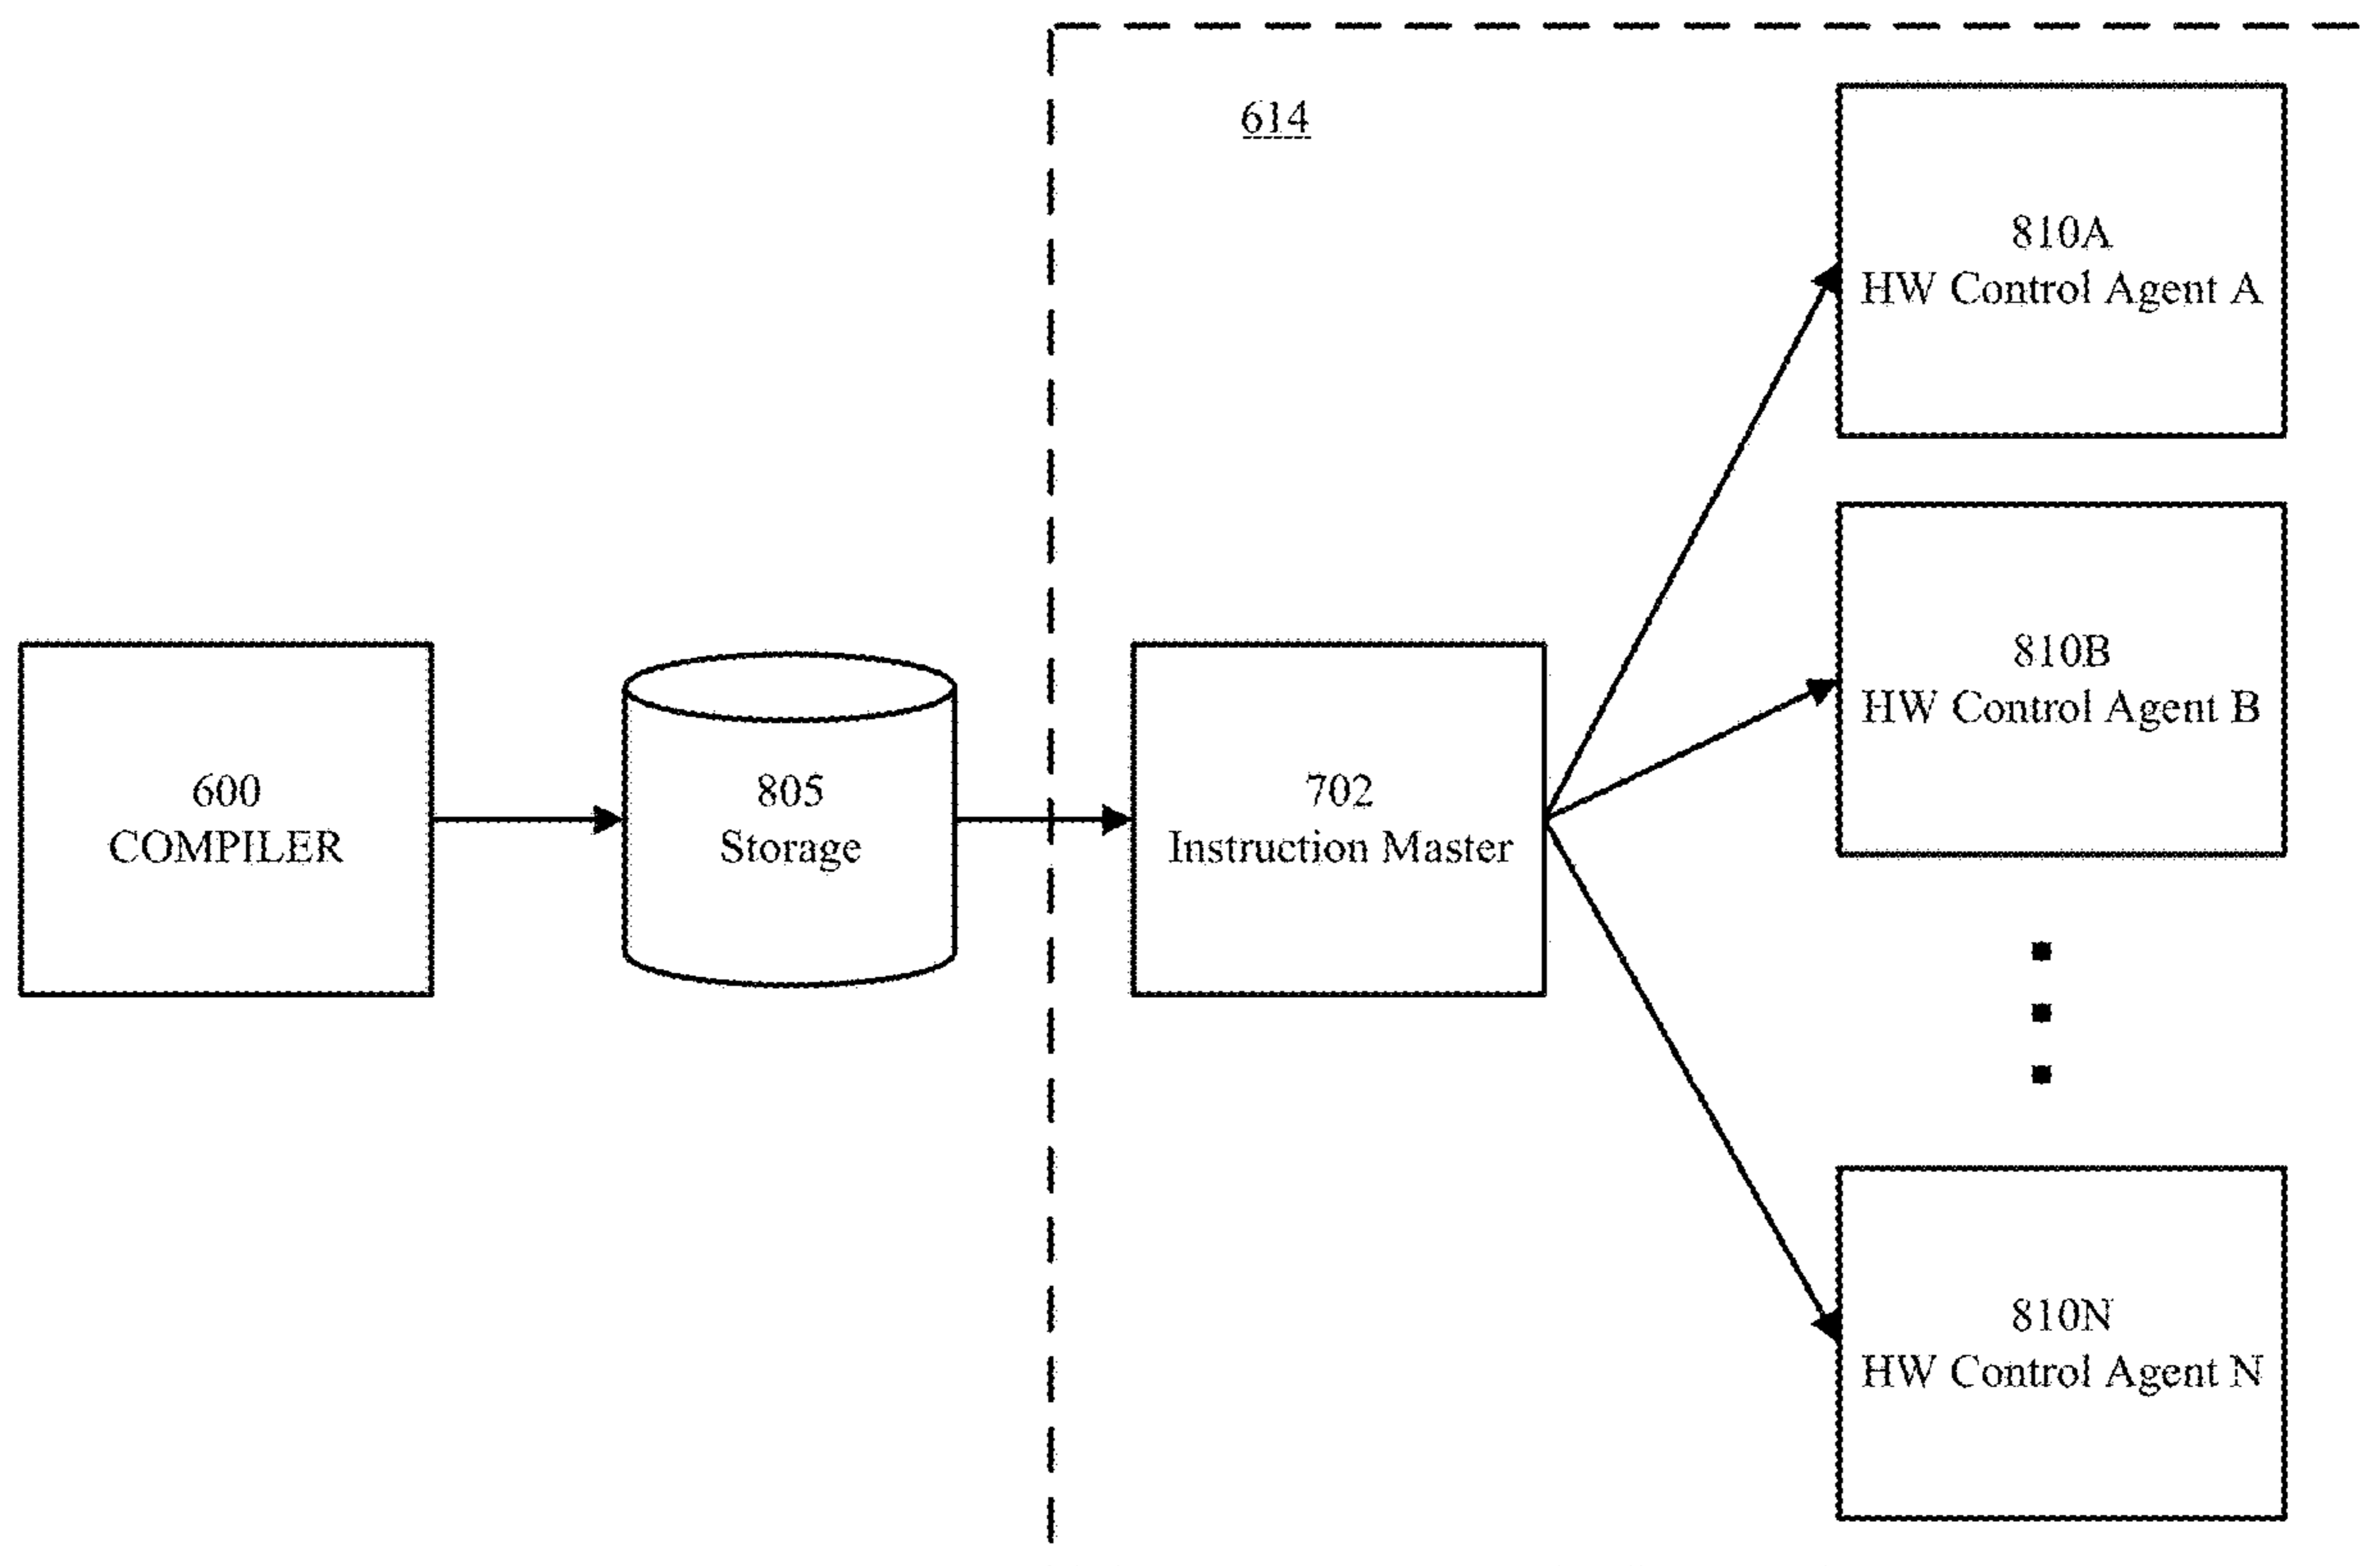 614
810A
HW Control Agent A
810B
HW Control Agent B
600
COMPILER
805
Storage
702
Instruction Master
810N
HW Control Agent N